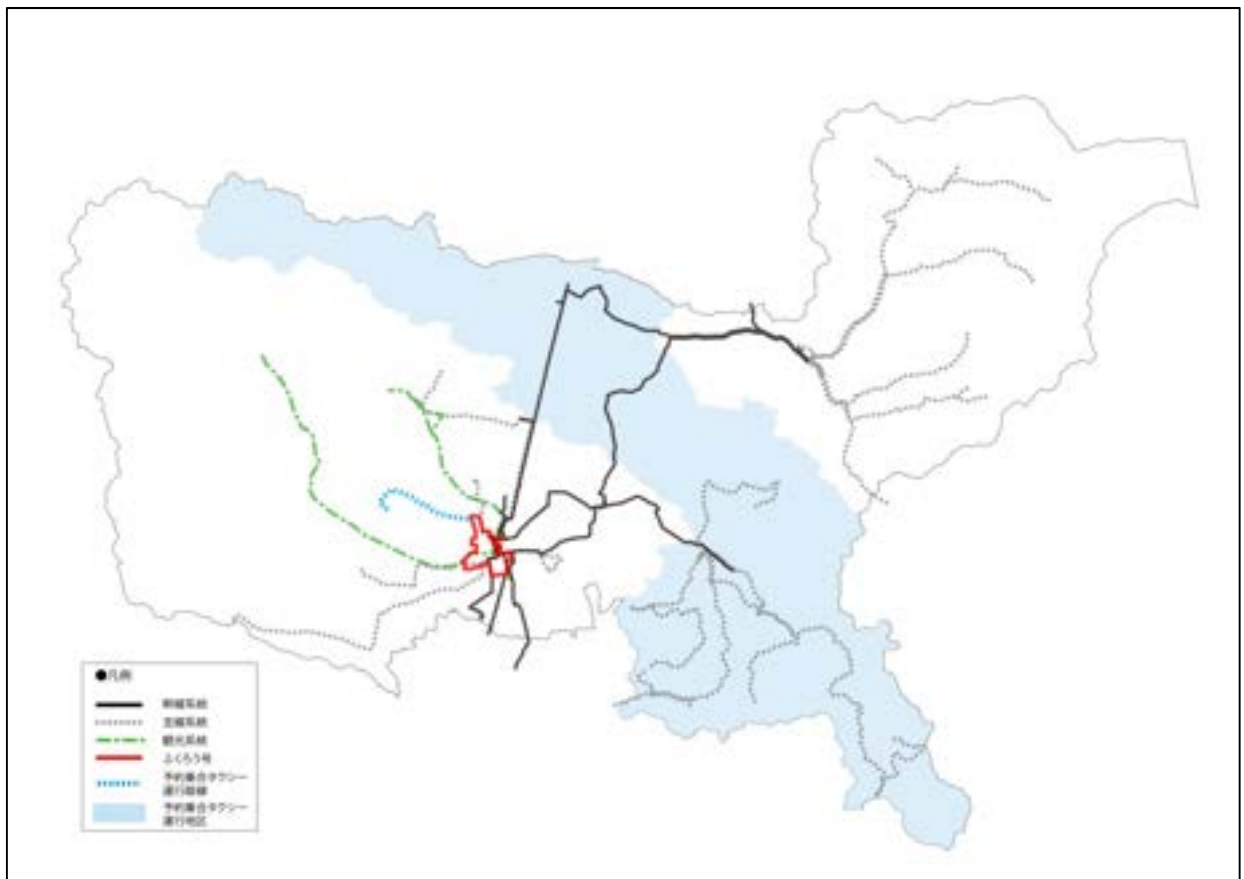 ●凡例
幹線系統
支線系統
観光系統
ふくろう号
予約乗合タクシー
運行路線
予約乗合タクシー
運行地区